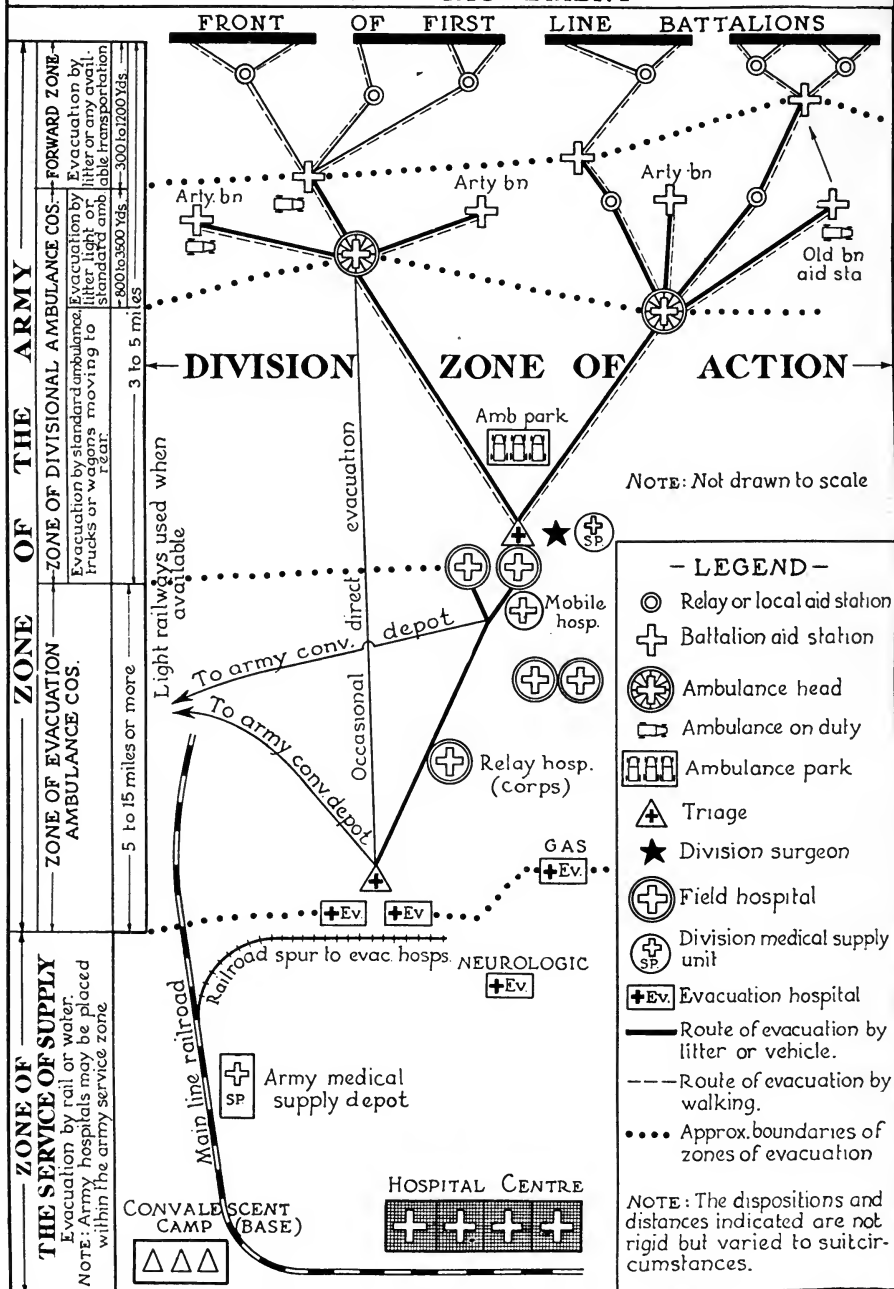 FRONT OF FIRST LINE BATTALIONS
ZONE OF THE ARMY
FORWARD ZONE
Evacuation by
litter or any avail-
able transportation
300 to 1200 Yds.
ZONE OF DIVISIONAL AMBULANCE COS.
Evacuation by
litter light or
standard amb
800 to 3500 Yds.
Evacuation by standard ambulance,
trucks or wagons moving to
rear.
3 to 5 miles
ZONE OF EVACUATION
AMBULANCE COS.
5 to 15 miles or more
ZONE OF
THE SERVICE OF SUPPLY
Evacuation by rail or water.
NOTE: Army hospitals may be placed
within the army service zone
Arty. bn
Arty bn
Arty bn
Old bn
aid sta
DIVISION ZONE OF ACTION
Amb park
NOTE: Not drawn to scale
SP.
Light railways used when
available
Occasional direct evacuation
Mobile
hosp.
To army conv. depot
To army conv. depot
Relay hosp.
(corps)
GAS
Ev.
Ev.
Ev
Railroad spur to evac. hosps.
NEUROLOGIC
Ev.
Main line railroad
SP
Army medical
supply depot
HOSPITAL CENTRE
CONVALESCENT
CAMP (BASE)
- LEGEND -
Relay or local aid station
Battalion aid station
Ambulance head
Ambulance on duty
Ambulance park
Triage
Division surgeon
Field hospital
SP.
Division medical supply
unit
Ev. Evacuation hospital
Route of evacuation by
litter or vehicle.
Route of evacuation by
walking.
Approx. boundaries of
zones of evacuation
NOTE: The dispositions and
distances indicated are not
rigid but varied to suit cir-
cumstances.